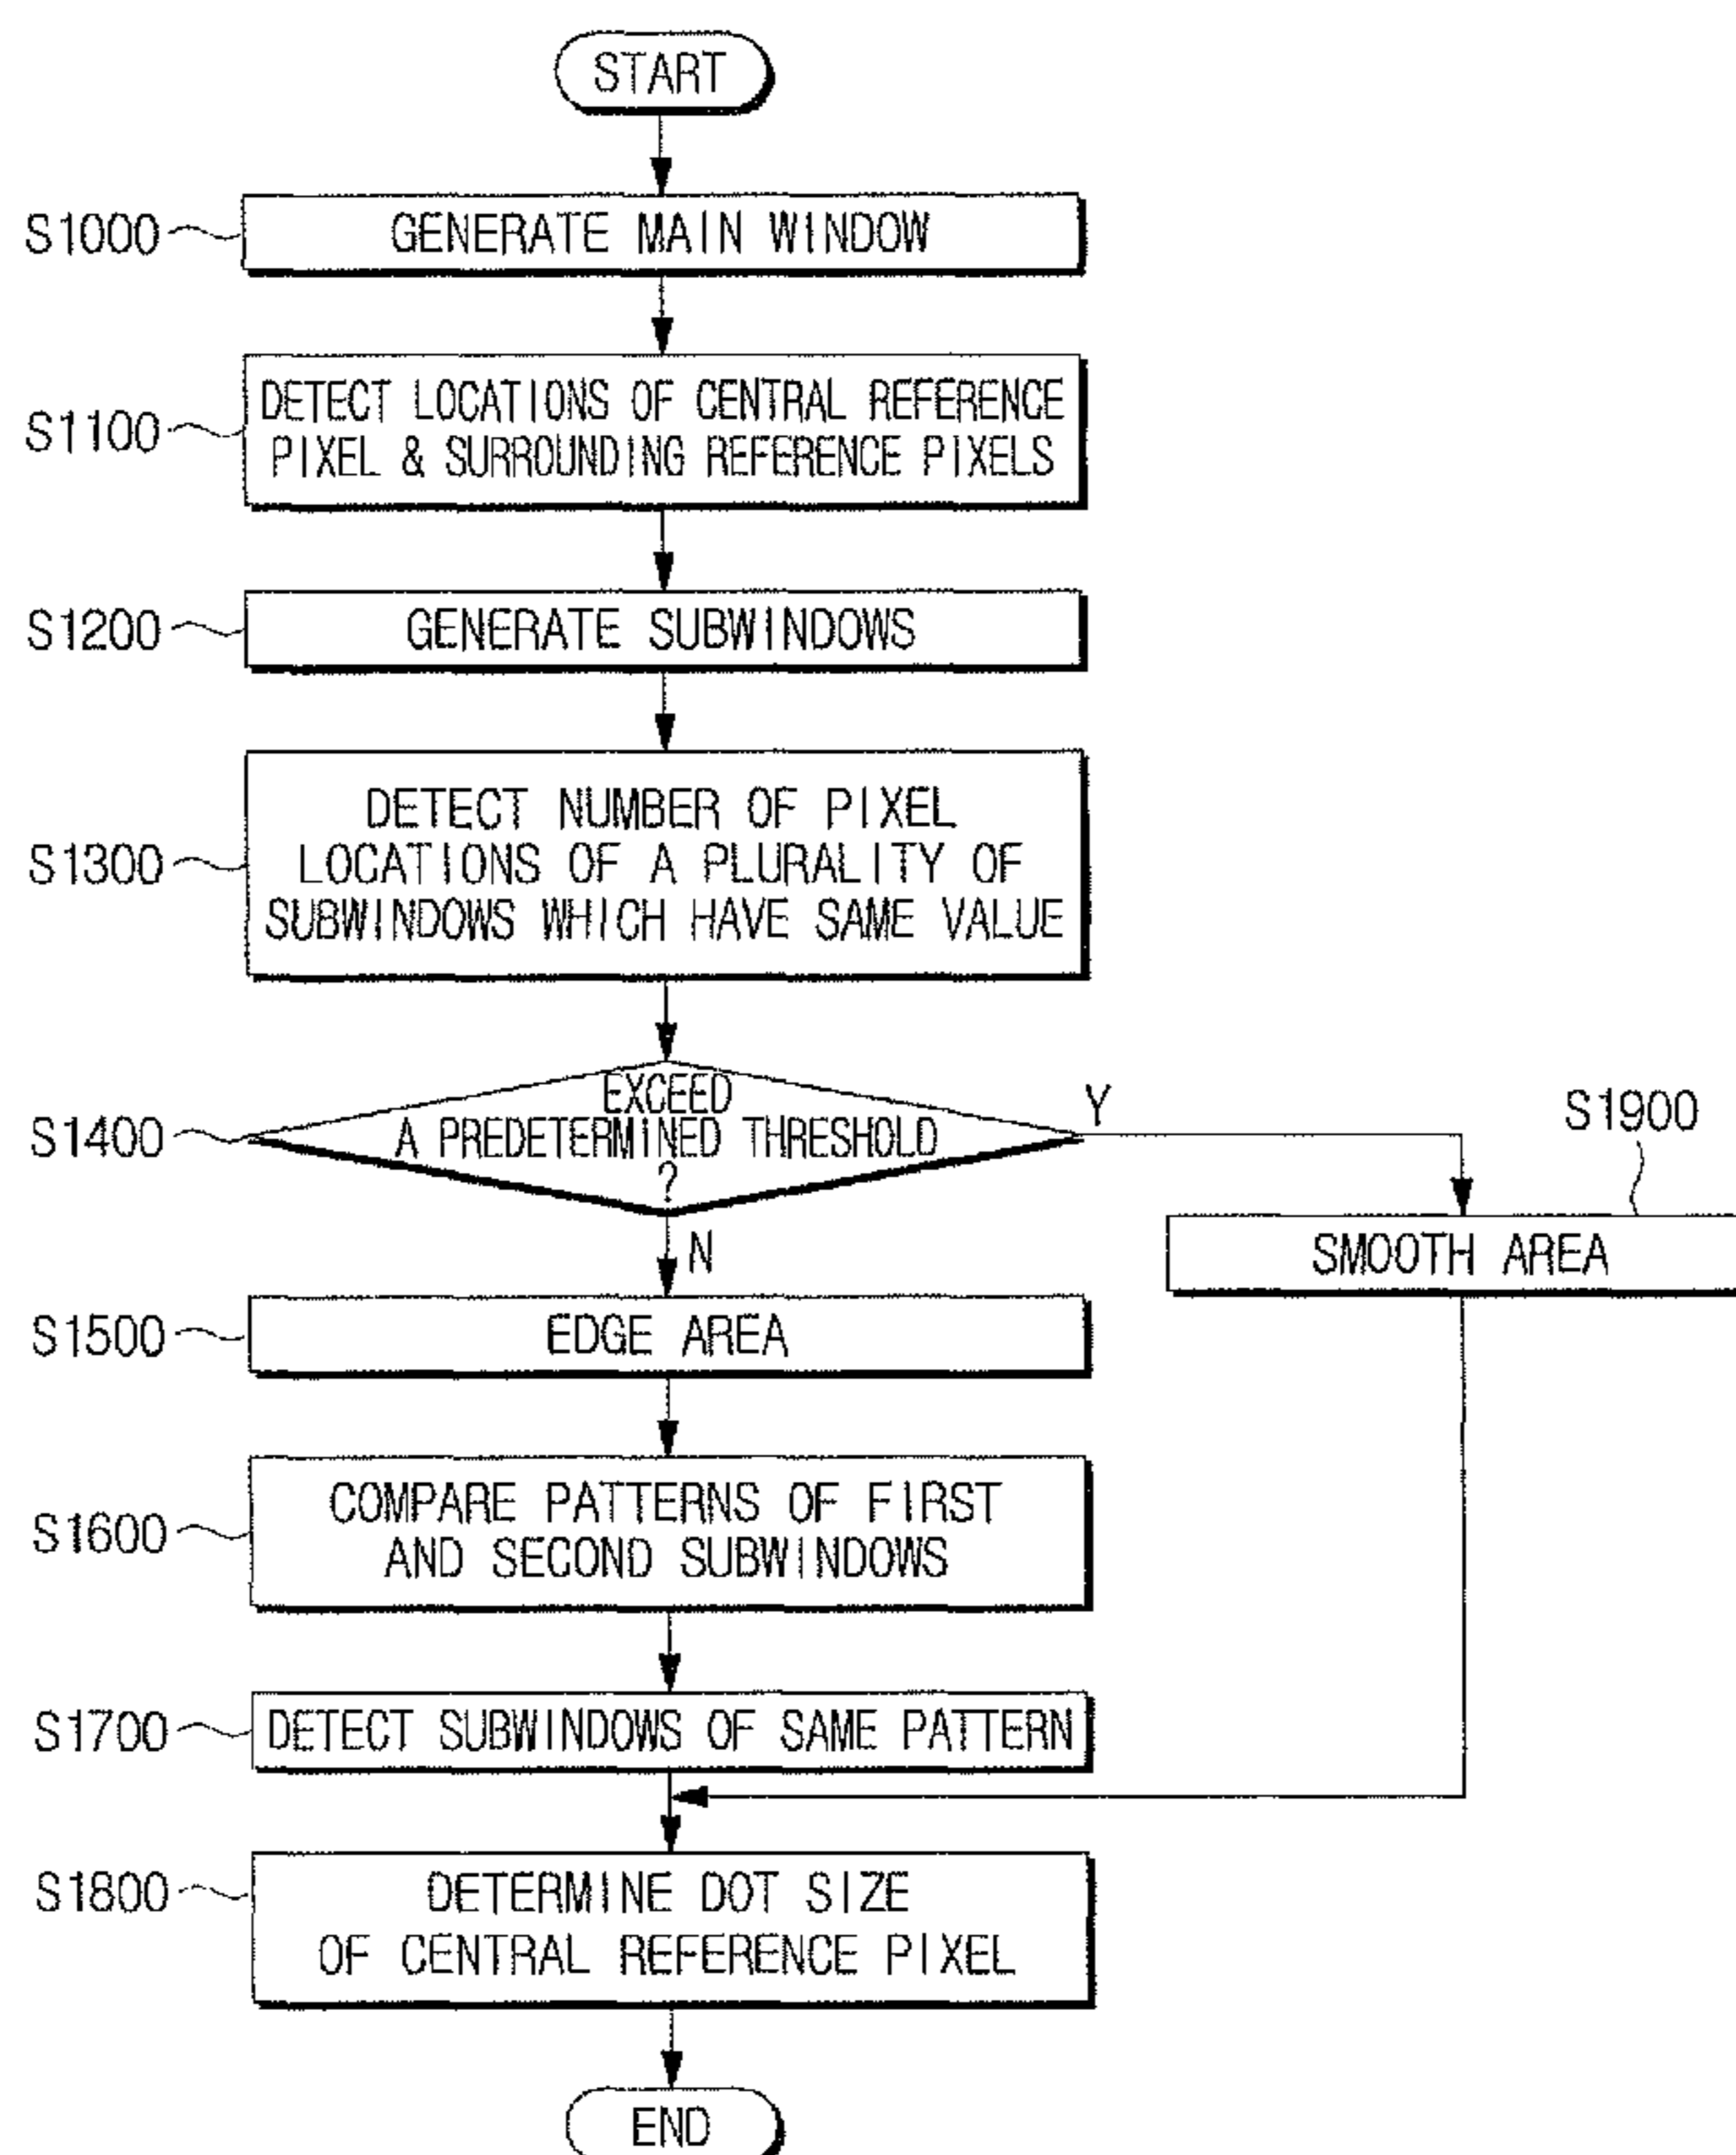 START
S1000
GENERATE MAIN WINDOW
S1100
DETECT LOCATIONS OF CENTRAL REFERENCE
PIXEL & SURROUNDING REFERENCE PIXELS
S1200
GENERATE SUBWINDOWS
S1300
DETECT NUMBER OF PIXEL
LOCATIONS OF A PLURALITY OF
SUBWINDOWS WHICH HAVE SAME VALUE
S1400
EXCEED
A PREDETERMINED THRESHOLD
?
Y
S1900
SMOOTH AREA
N
S1500
EDGE AREA
S1600
COMPARE PATTERNS OF FIRST
AND SECOND SUBWINDOWS
S1700
DETECT SUBWINDOWS OF SAME PATTERN
S1800
DETERMINE DOT SIZE
OF CENTRAL REFERENCE PIXEL
END